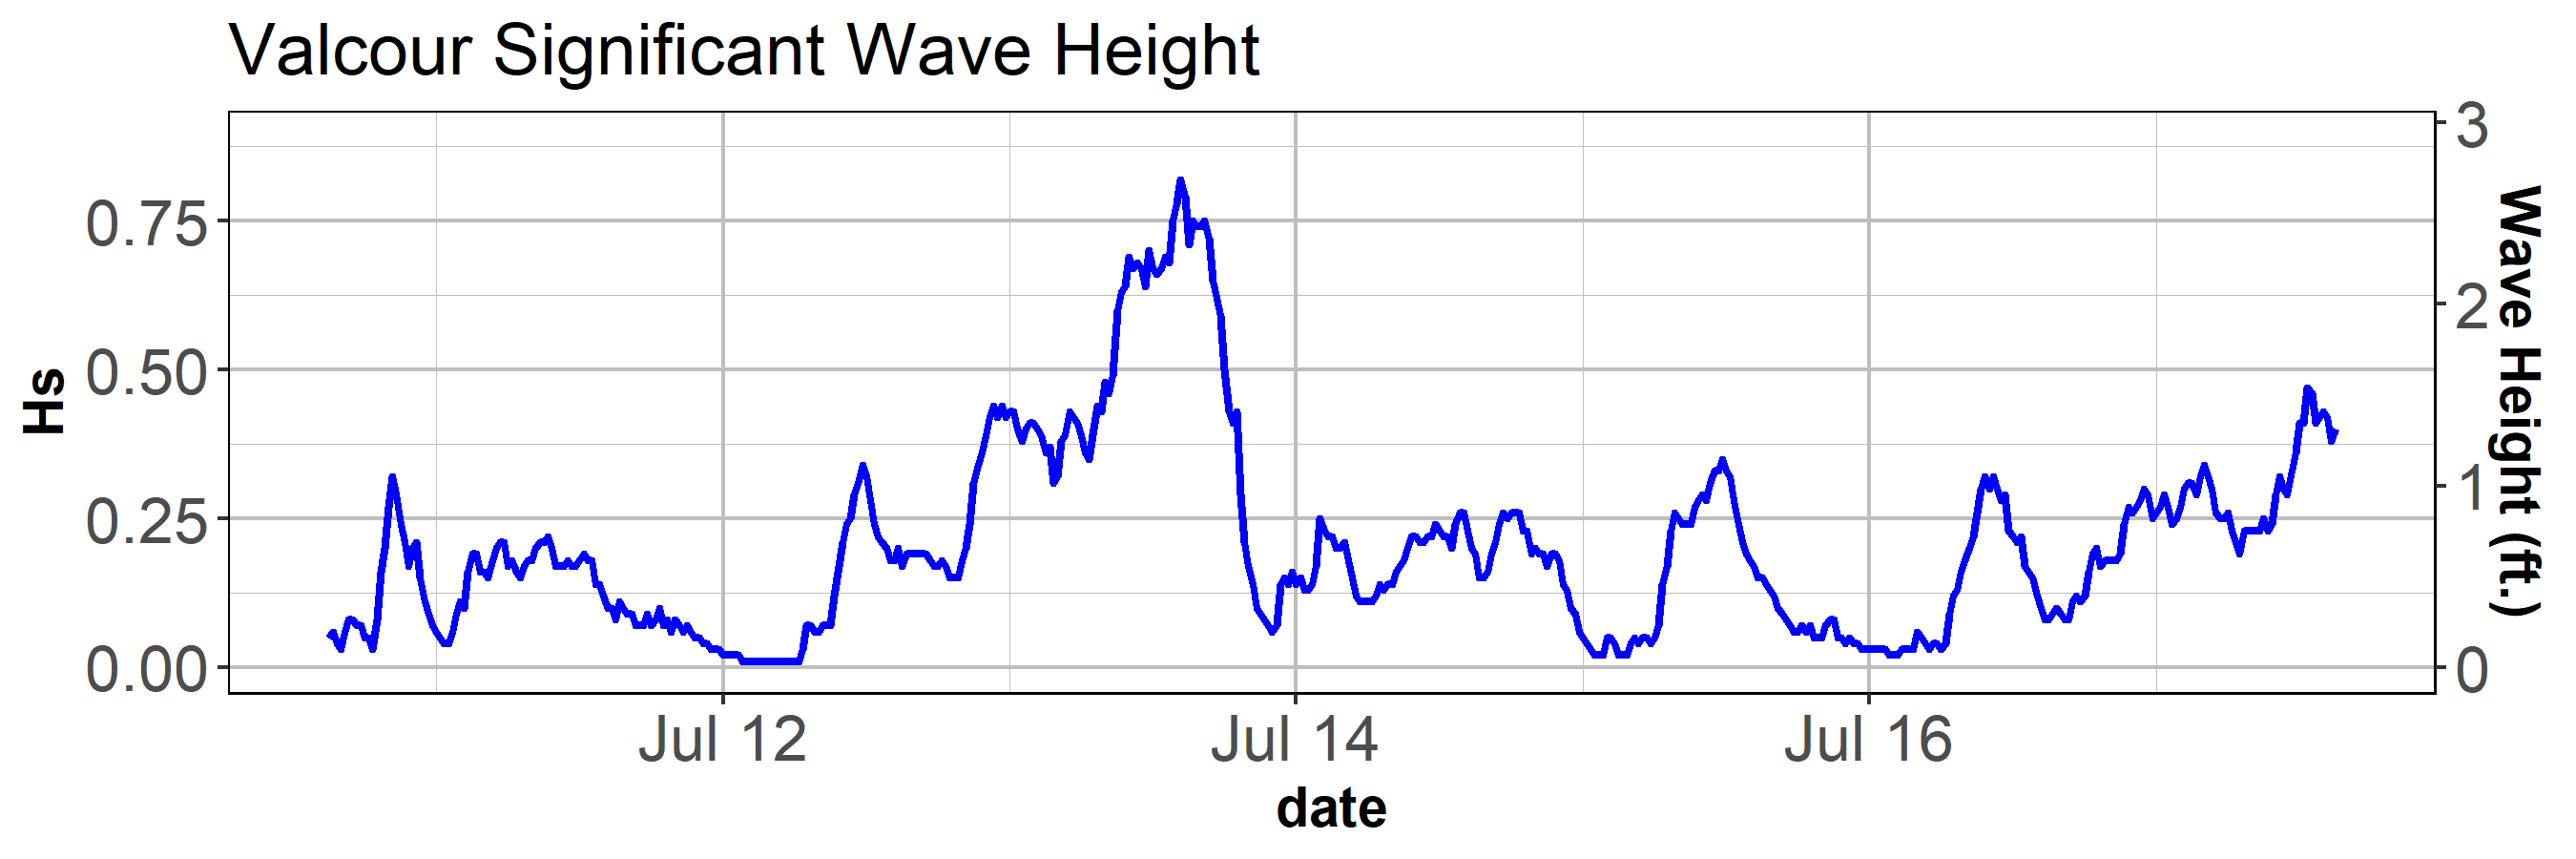 Valcour Significant Wave Height
Hs
0.75
0.50
0.25
0.00
3
2
1
0
Wave Height (ft.)
Jul 12 Jul 14 Jul 16
date